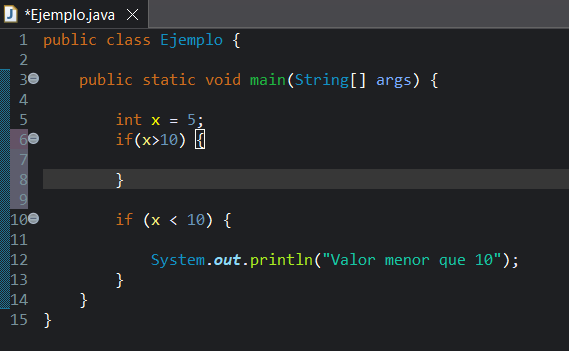 *Ejemplo.java
1 public class Ejemplo {
2
3 public static void main(String[] args) {
4
5 int x = 5;
6 if(x>10) {
7
8 }
9
10 if (x < 10) {
11
12 System.out.println("Valor menor que 10");
13 }
14 }
15 }